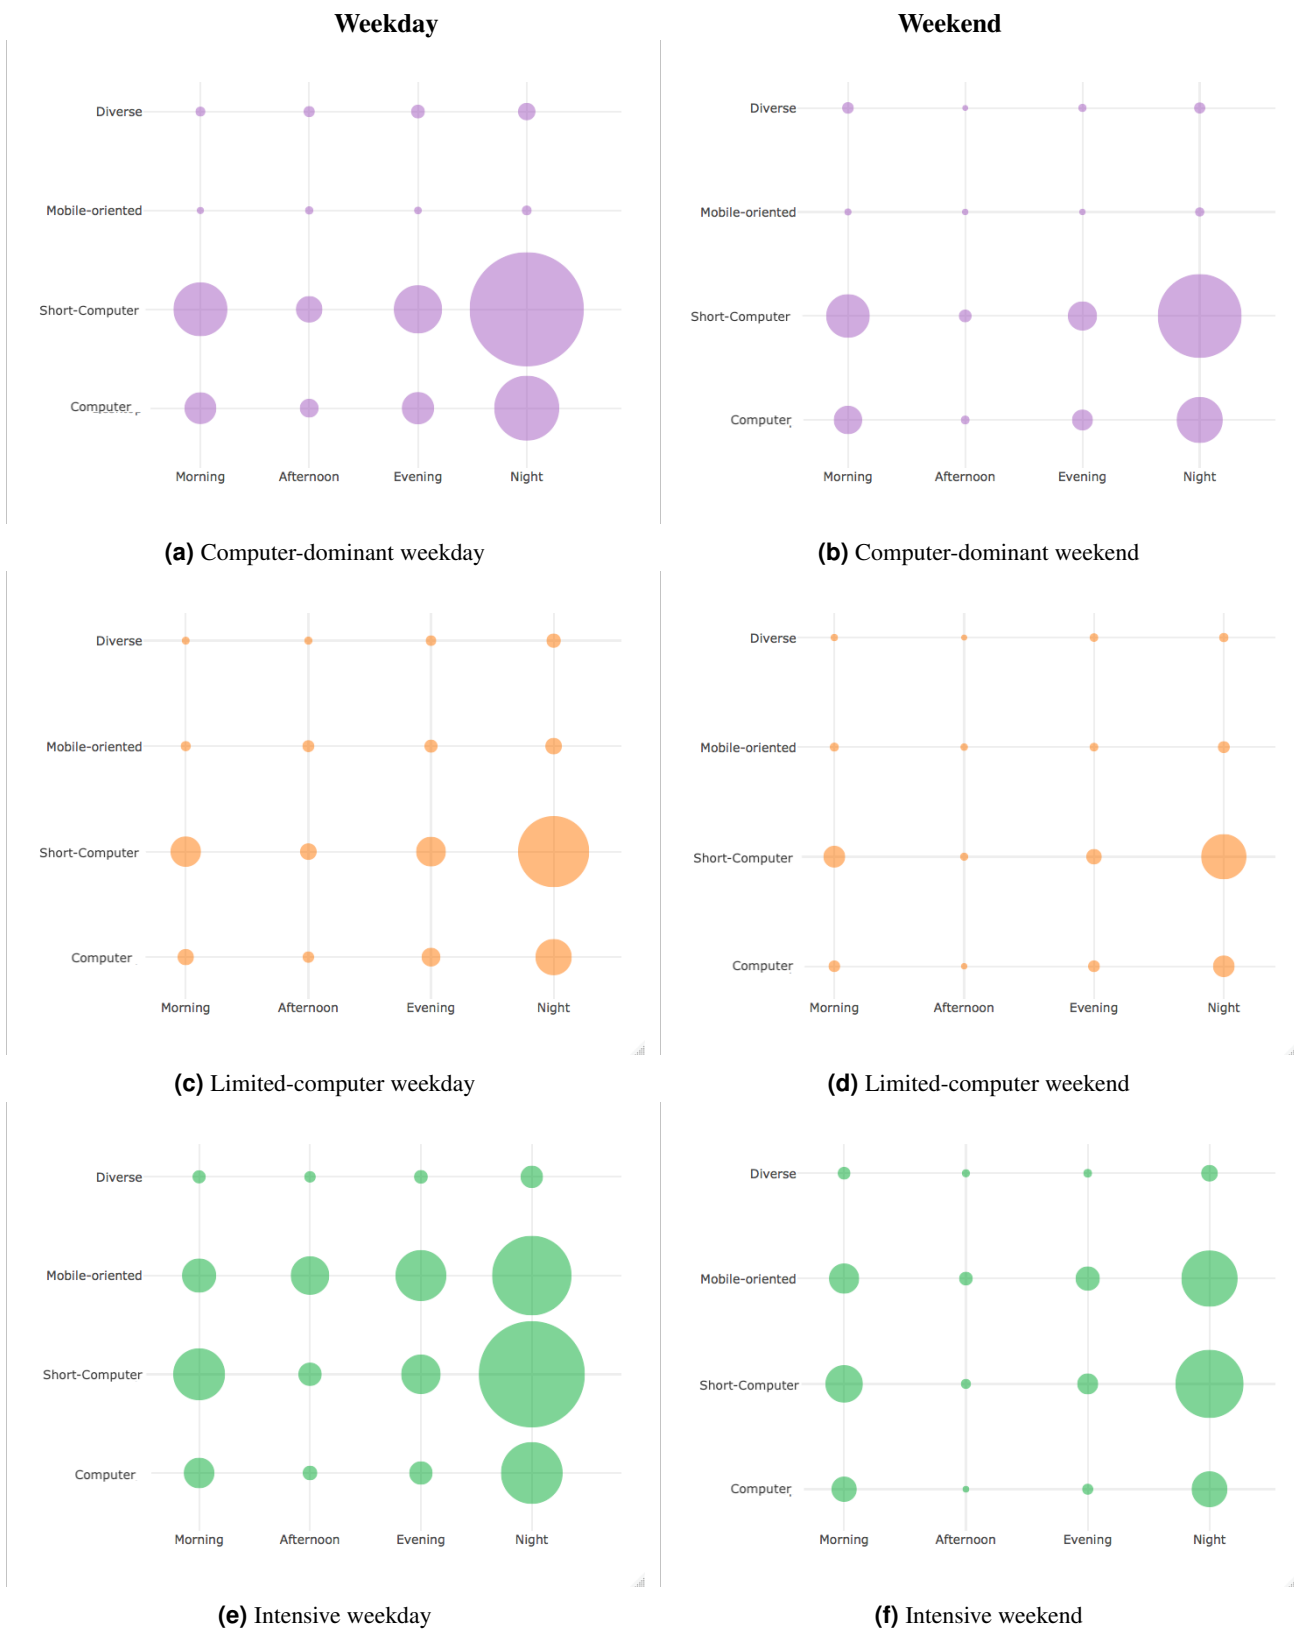 Weekday
Weekend
Diverse
Mobile-oriented
Short-Computer
Computer
Morning Afternoon Evening Night
Diverse
Mobile-oriented
Short-Computer
Computer
Morning Afternoon Evening Night
(a) Computer-dominant weekday
(b) Computer-dominant weekend
Diverse
Mobile-oriented
Short-Computer
Computer
Morning Afternoon Evening Night
Diverse
Mobile-oriented
Short-Computer
Computer
Morning Afternoon Evening Night
(c) Limited-computer weekday
(d) Limited-computer weekend
Diverse
Mobile-oriented
Short-Computer
Computer
Morning Afternoon Evening Night
Diverse
Mobile-oriented
Short-Computer
Computer
Morning Afternoon Evening Night
(e) Intensive weekday
(f) Intensive weekend